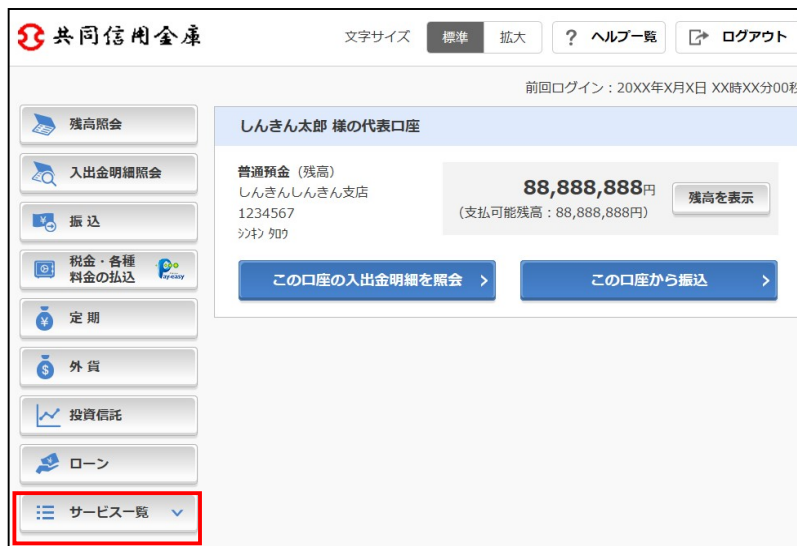 共同信用金庫
文字サイズ 標準 拡大 ? ヘルプ一覧 ログアウト
前回ログイン：20XX年X月X日 XX時XX分00秒
残高照会
入出金明細照会
振込
税金・各種
料金の払込
Pay-easy
定期
外貨
投資信託
ローン
サービス一覧
しんきん太郎 様の代表口座
普通預金（残高）
しんきんしんきん支店
1234567
ｼﾝｷﾝ ﾀﾛｳ
88,888,888円
(支払可能残高：88,888,888円)
残高を表示
この口座の入出金明細を照会
この口座から振込